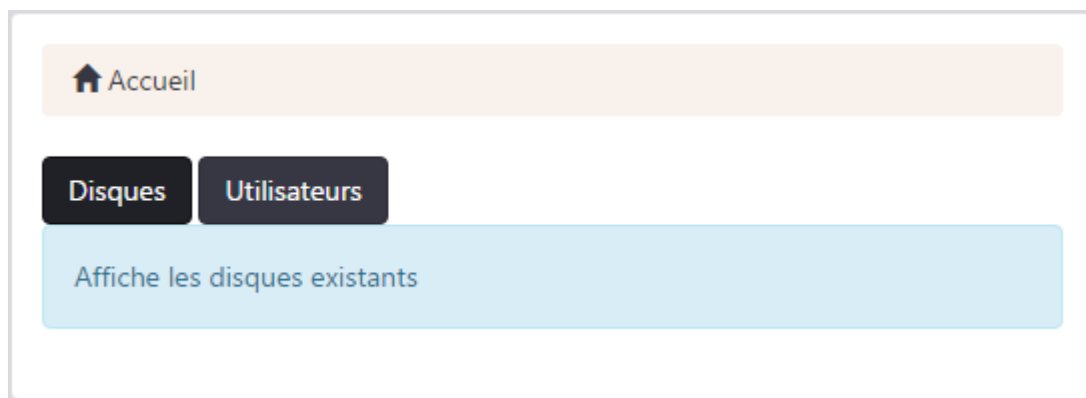 Accueil
Disques Utilisateurs
Affiche les disques existants